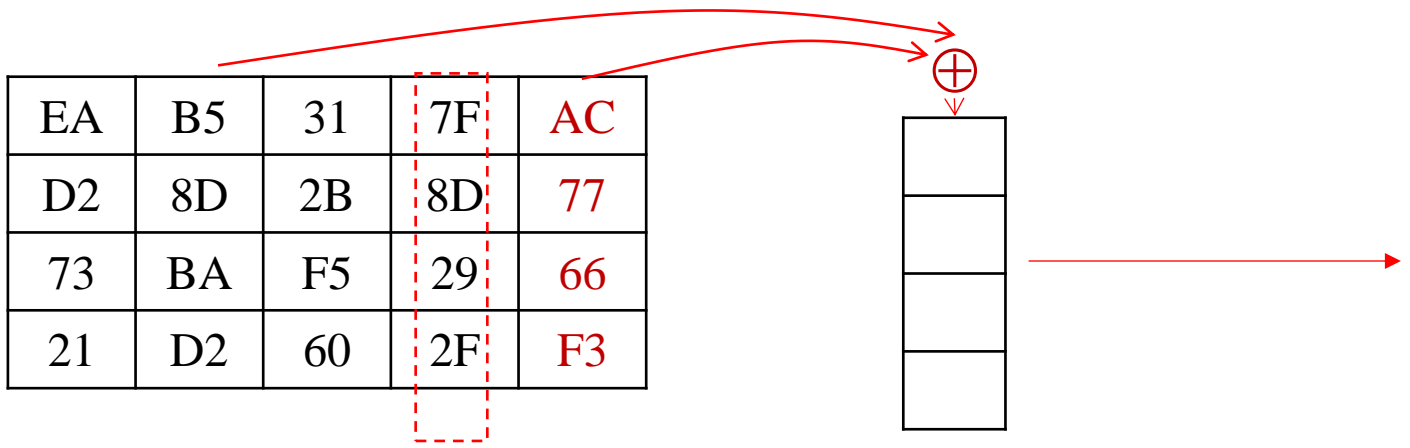 EA B5 31 7F AC
D2 8D 2B 8D 77
73 BA F5 29 66
21 D2 60 2F F3